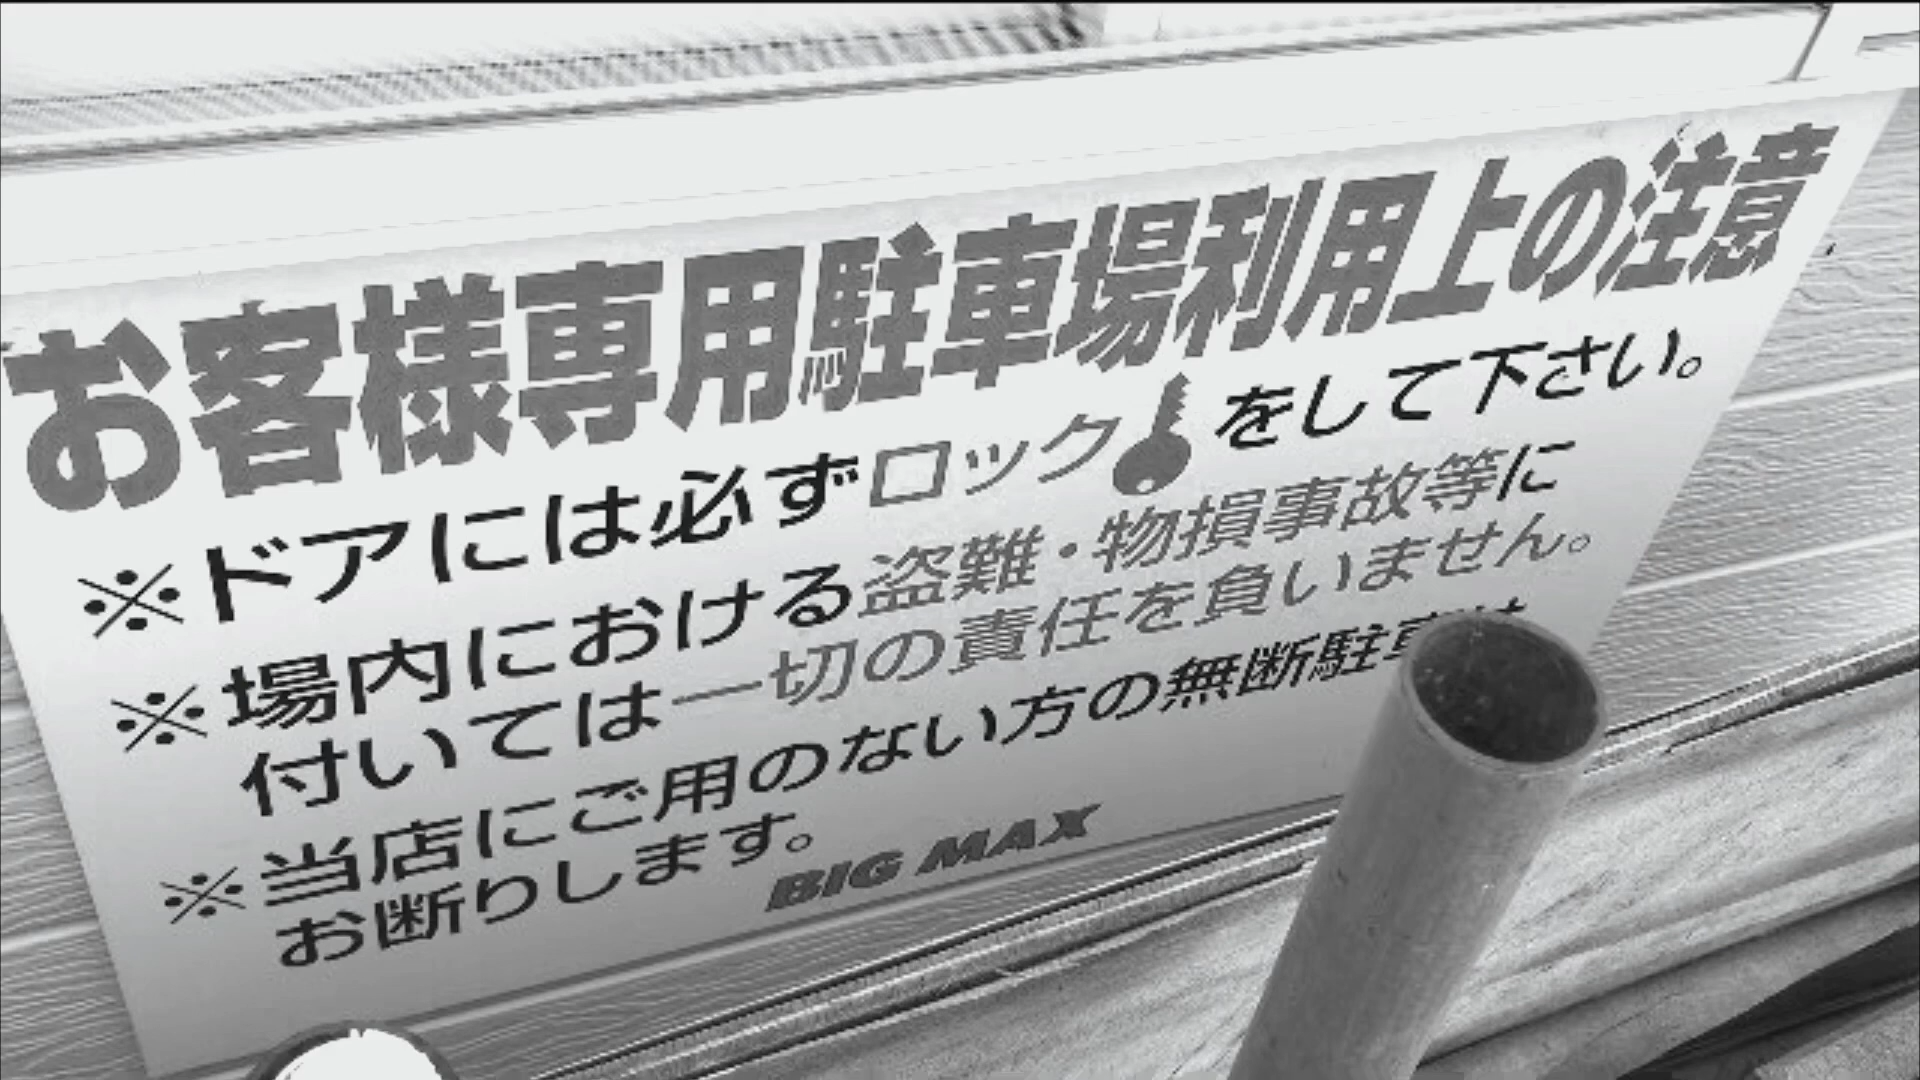 お客様専用駐車場利用上の注意
※ドアには必ずロックをして下さい。
※場内における盗難・物損事故等に
付いては一切の責任を負いません。
※当店にご用のない方の無断駐車は
お断りします。
BIG MAX